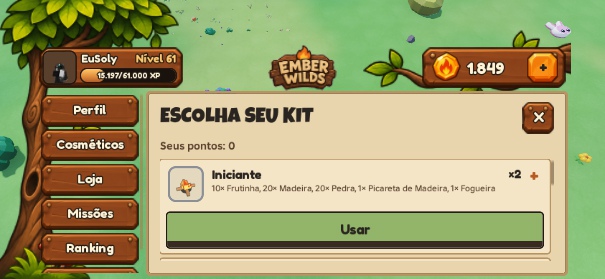 EuSoly Nível 61
15.197/61.000 XP
EMBER
WILDS
1.849
+
Perfil
Cosméticos
Loja
Missões
Ranking
ESCOLHA SEU KIT
✕
Seus pontos: 0
Iniciante
×2 +
10× Frutinha, 20× Madeira, 20× Pedra, 1× Picareta de Madeira, 1× Fogueira
Usar